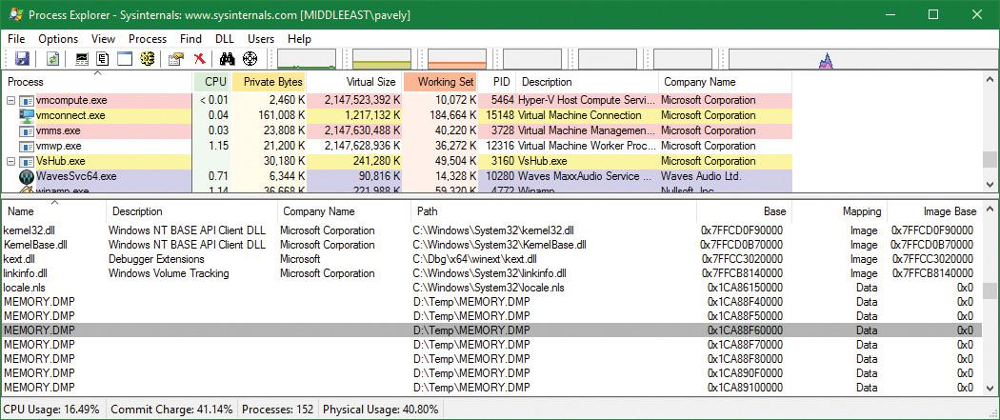 Process Explorer - Sysinternals: www.sysinternals.com [MIDDLEEAST\pavely]
File Options View Process Find DLL Users Help
Process CPU Private Bytes Virtual Size Working Set PID Description Company Name
vmcompute.exe < 0.01 2,460 K 2,147,523,392 K 10,072 K 5464 Hyper-V Host Compute Servi... Microsoft Corporation
vmconnect.exe 0.04 161,008 K 1,217,132 K 184,664 K 15148 Virtual Machine Connection Microsoft Corporation
vmms.exe 0.03 23,808 K 2,147,630,488 K 40,220 K 3728 Virtual Machine Managemen... Microsoft Corporation
vmwp.exe 1.15 21,200 K 2,147,628,936 K 36,272 K 12316 Virtual Machine Worker Proc... Microsoft Corporation
VsHub.exe 30,180 K 241,280 K 49,504 K 3160 VsHub.exe Microsoft Corporation
WavesSvc64.exe 0.71 6,344 K 90,816 K 14,328 K 10280 Waves MaxxAudio Service ... Waves Audio Ltd.
winamp.exe 1.14 36,668 K 221,988 K 59,320 K 4772 Winamp Nullsoft, Inc.
Name Description Company Name Path Base Mapping Image Base
kernel32.dll Windows NT BASE API Client DLL Microsoft Corporation C:\Windows\System32\kernel32.dll 0x7FFCD0F90000 Image 0x7FFCD0F90000
KernelBase.dll Windows NT BASE API Client DLL Microsoft Corporation C:\Windows\System32\KernelBase.dll 0x7FFCD0B70000 Image 0x7FFCD0B70000
kext.dll Debugger Extensions Microsoft C:\Dbg\x64\winext\kext.dll 0x7FFCC3020000 Image 0x7FFCC3020000
linkinfo.dll Windows Volume Tracking Microsoft Corporation C:\Windows\System32\linkinfo.dll 0x7FFCB8140000 Image 0x7FFCB8140000
locale.nls C:\Windows\System32\locale.nls 0x1CA86150000 Data 0x0
MEMORY.DMP D:\Temp\MEMORY.DMP 0x1CA88F40000 Data 0x0
MEMORY.DMP D:\Temp\MEMORY.DMP 0x1CA88F50000 Data 0x0
MEMORY.DMP D:\Temp\MEMORY.DMP 0x1CA88F60000 Data 0x0
MEMORY.DMP D:\Temp\MEMORY.DMP 0x1CA88F70000 Data 0x0
MEMORY.DMP D:\Temp\MEMORY.DMP 0x1CA88F80000 Data 0x0
MEMORY.DMP D:\Temp\MEMORY.DMP 0x1CA890F0000 Data 0x0
MEMORY.DMP D:\Temp\MEMORY.DMP 0x1CA89100000 Data 0x0
CPU Usage: 16.49% Commit Charge: 41.14% Processes: 152 Physical Usage: 40.80%